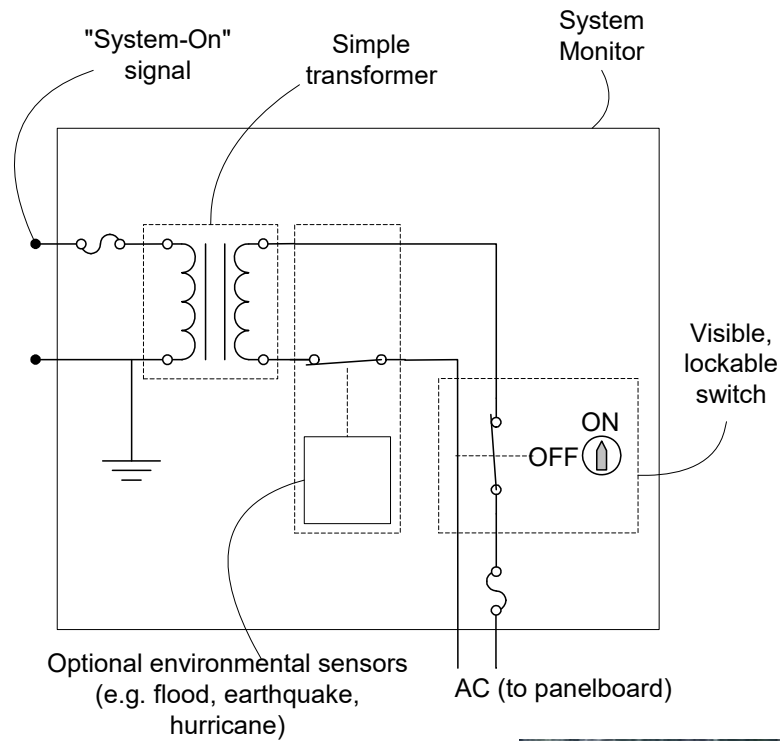 "System-On"
signal
Simple
transformer
System
Monitor
Visible,
lockable
switch
ON
OFF
Optional environmental sensors
(e.g. flood, earthquake,
hurricane)
AC (to panelboard)